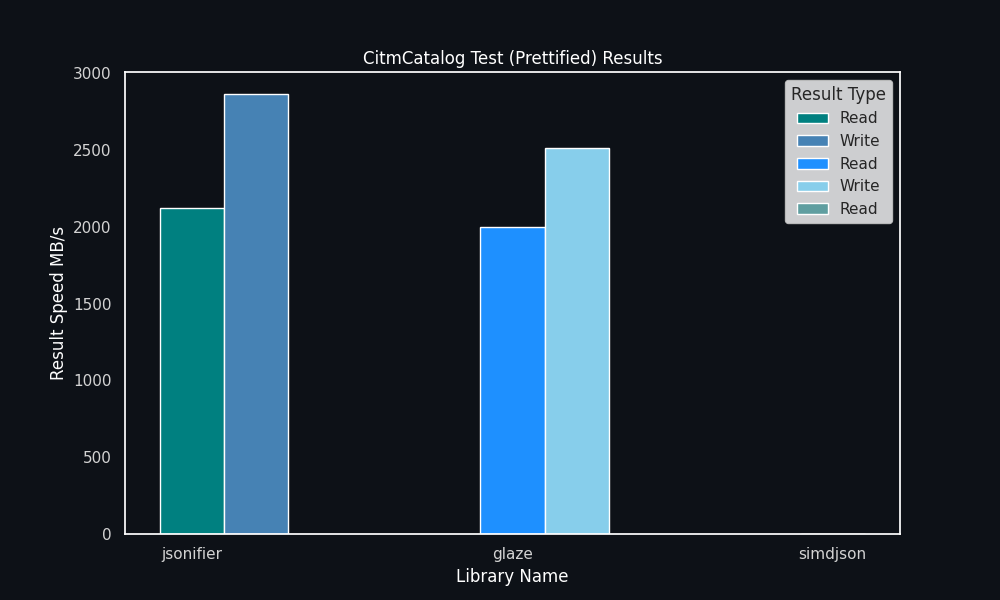 CitmCatalog Test (Prettified) Results
Result Speed MB/s
3000
2500
2000
1500
1000
500
0
Result Type
Read
Write
Read
Write
Read
jsonifier
glaze
simdjson
Library Name